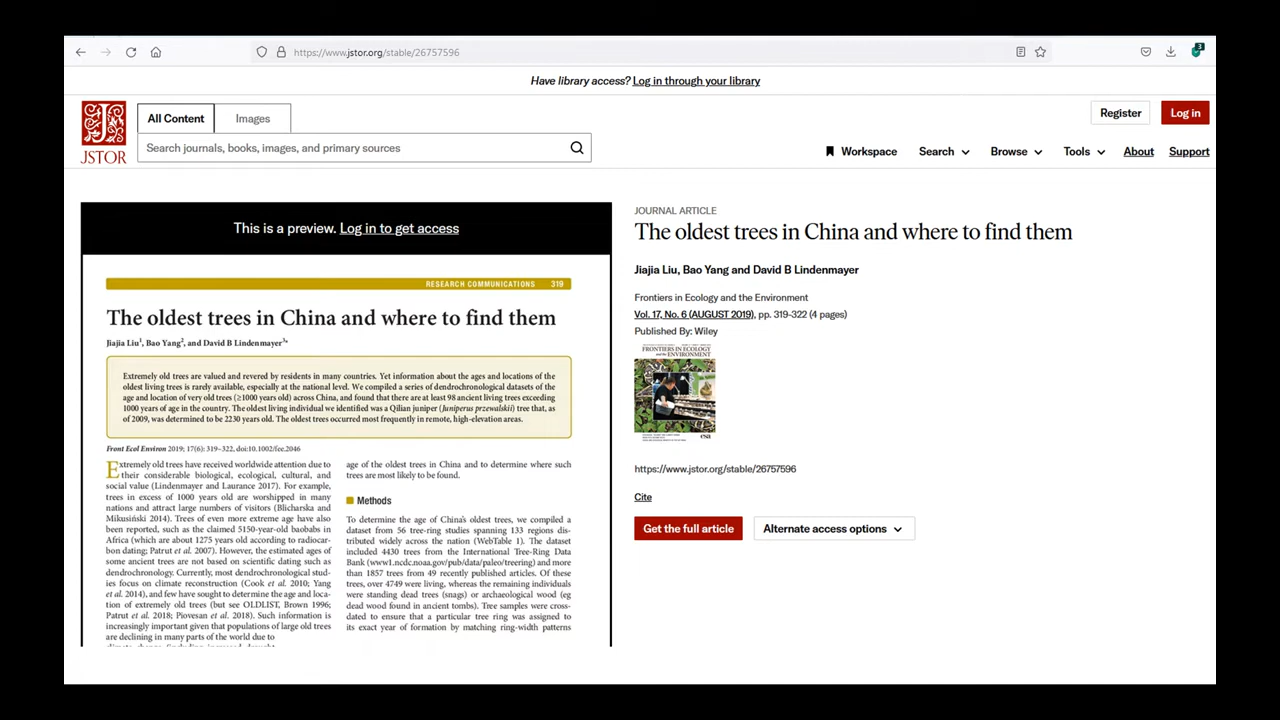 https://www.jstor.org/stable/26757596
3
Have library access? Log in through your library
JSTOR
All Content
Images
Register
Log in
Search journals, books, images, and primary sources
Workspace
Search
Browse
Tools
About
Support
This is a preview. Log in to get access
RESEARCH COMMUNICATIONS 319
The oldest trees in China and where to find them
Jiajia Liu1, Bao Yang2, and David B Lindenmayer3*
Extremely old trees are valued and revered by residents in many countries. Yet information about the ages and locations of the
oldest living trees is rarely available, especially at the national level. We compiled a series of dendrochronological datasets of the
age and location of very old trees (≥1000 years old) across China, and found that there are at least 98 ancient living trees exceeding
1000 years of age in the country. The oldest living individual we identified was a Qilian juniper (Juniperus przewalskii) tree that, as
of 2009, was determined to be 2230 years old. The oldest trees occurred most frequently in remote, high-elevation areas.
Front Ecol Environ 2019; 17(6): 319–322, doi:10.1002/fee.2046
Extremely old trees have received worldwide attention due to
their considerable biological, ecological, cultural, and
social value (Lindenmayer and Laurance 2017). For example,
trees in excess of 1000 years old are worshipped in many
nations and attract large numbers of visitors (Blicharska and
Mikusiński 2014). Trees of even more extreme age have also
been reported, such as the claimed 5150-year-old baobabs in
Africa (which are about 1275 years old according to radiocar-
bon dating; Patrut et al. 2007). However, the estimated ages of
some ancient trees are not based on scientific dating such as
dendrochronology. Currently, most dendrochronological stud-
ies focus on climate reconstruction (Cook et al. 2010; Yang
et al. 2014), and few have sought to determine the age and loca-
tion of extremely old trees (but see OLDLIST, Brown 1996;
Patrut et al. 2018; Piovesan et al. 2018). Such information is
increasingly important given that populations of large old trees
are declining in many parts of the world due to
age of the oldest trees in China and to determine where such
trees are most likely to be found.
Methods
To determine the age of China's oldest trees, we compiled a
dataset from 56 tree-ring studies spanning 133 regions dis-
tributed widely across the nation (WebTable 1). The dataset
included 4430 trees from the International Tree-Ring Data
Bank (www1.ncdc.noaa.gov/pub/data/paleo/treering) and more
than 1857 trees from 49 recently published articles. Of these
trees, over 4749 were living, whereas the remaining individuals
were standing dead trees (snags) or archaeological wood (eg
dead wood found in ancient tombs). Tree samples were cross-
dated to ensure that a particular tree ring was assigned to
its exact year of formation by matching ring-width patterns
JOURNAL ARTICLE
The oldest trees in China and where to find them
Jiajia Liu, Bao Yang and David B Lindenmayer
Frontiers in Ecology and the Environment
Vol. 17, No. 6 (AUGUST 2019), pp. 319-322 (4 pages)
Published By: Wiley
FRONTIERS IN ECOLOGY
and the ENVIRONMENT
esa
https://www.jstor.org/stable/26757596
Cite
Get the full article
Alternate access options